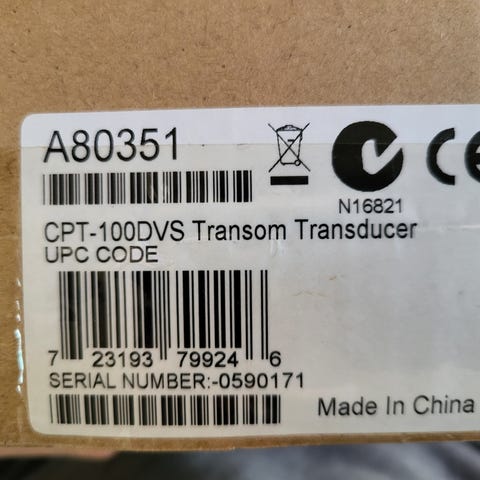 A80351
N16821
CPT-100DVS Transom Transducer
UPC CODE
7 23193 79924 6
SERIAL NUMBER:-0590171
Made In China